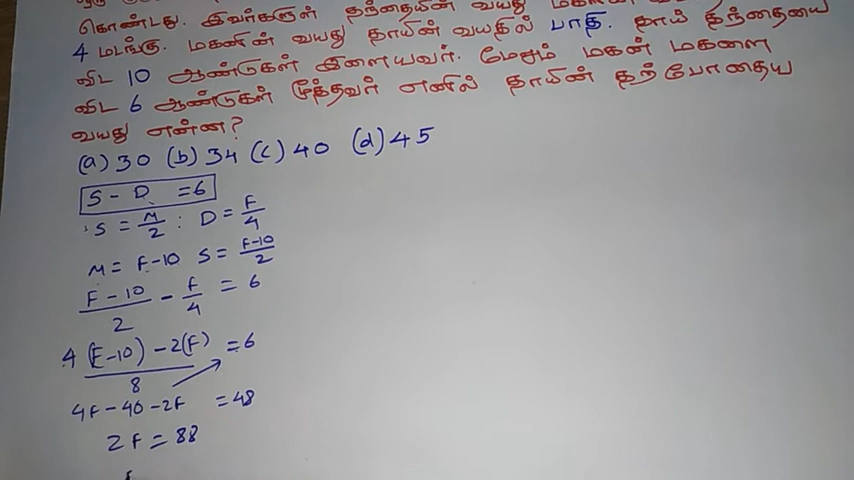 கொண்டது. இவர்களுள் தந்தையின் வயது
4 மடங்கு. மகனின் வயது தாயின் வயதில் பாதி. தாய் தந்தையை
விட 10 ஆண்டுகள் இளையவர். மேலும் மகன் மகளை
விட 6 ஆண்டுகள் மூத்தவர் எனில் தாயின் தற்போதைய
வயது என்ன?
(a) 30 (b) 34 (c) 40 (d) 45
S - D = 6
S = M/2 : D = F/4
M = F-10 S = F-10/2
F-10/2 - F/4 = 6
4(F-10) - 2(F)/8 = 6
4F - 40 - 2F = 48
2F = 88